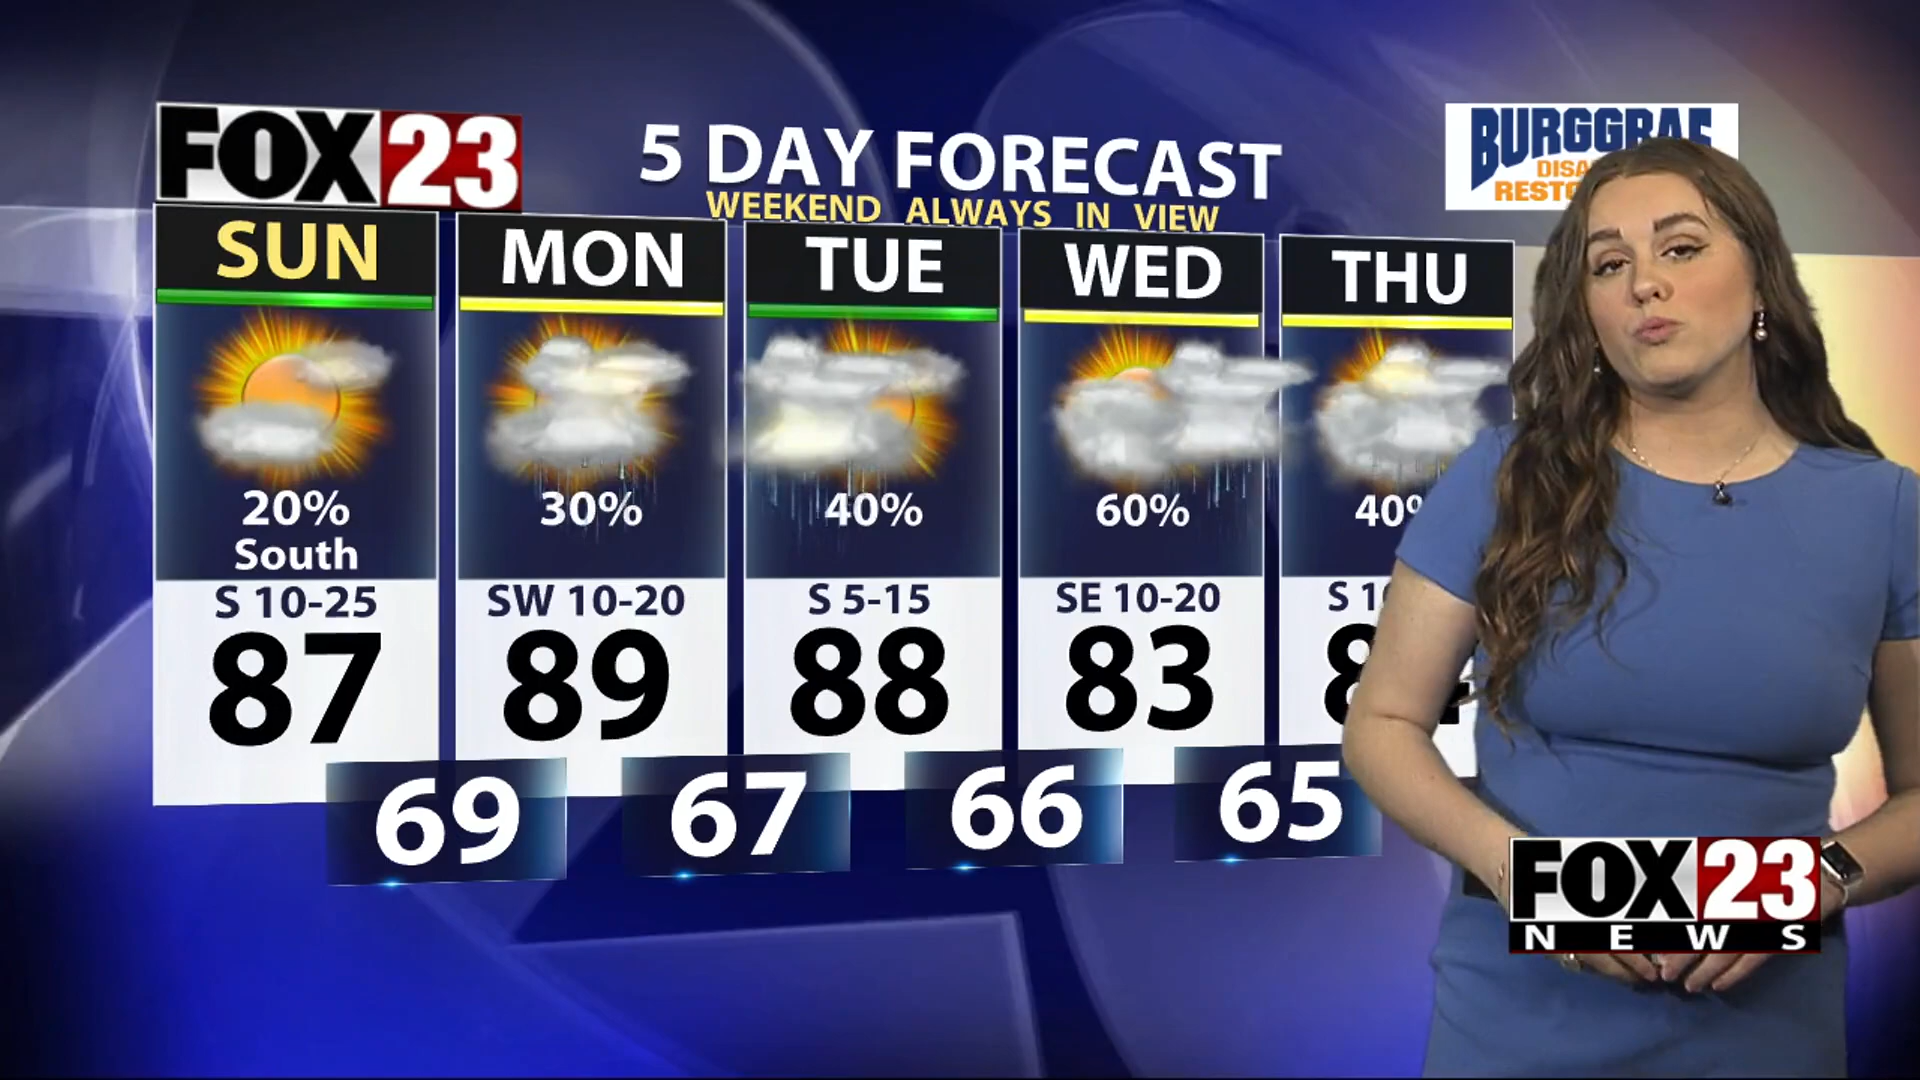 FOX 23
5 DAY FORECAST
WEEKEND ALWAYS IN VIEW
SUN MON TUE WED THU
20% 30% 40% 60%
South
S 10-25 SW 10-20 S 5-15 SE 10-20 S
87 89 88 83
69 67 66 65
FOX 23
NEWS